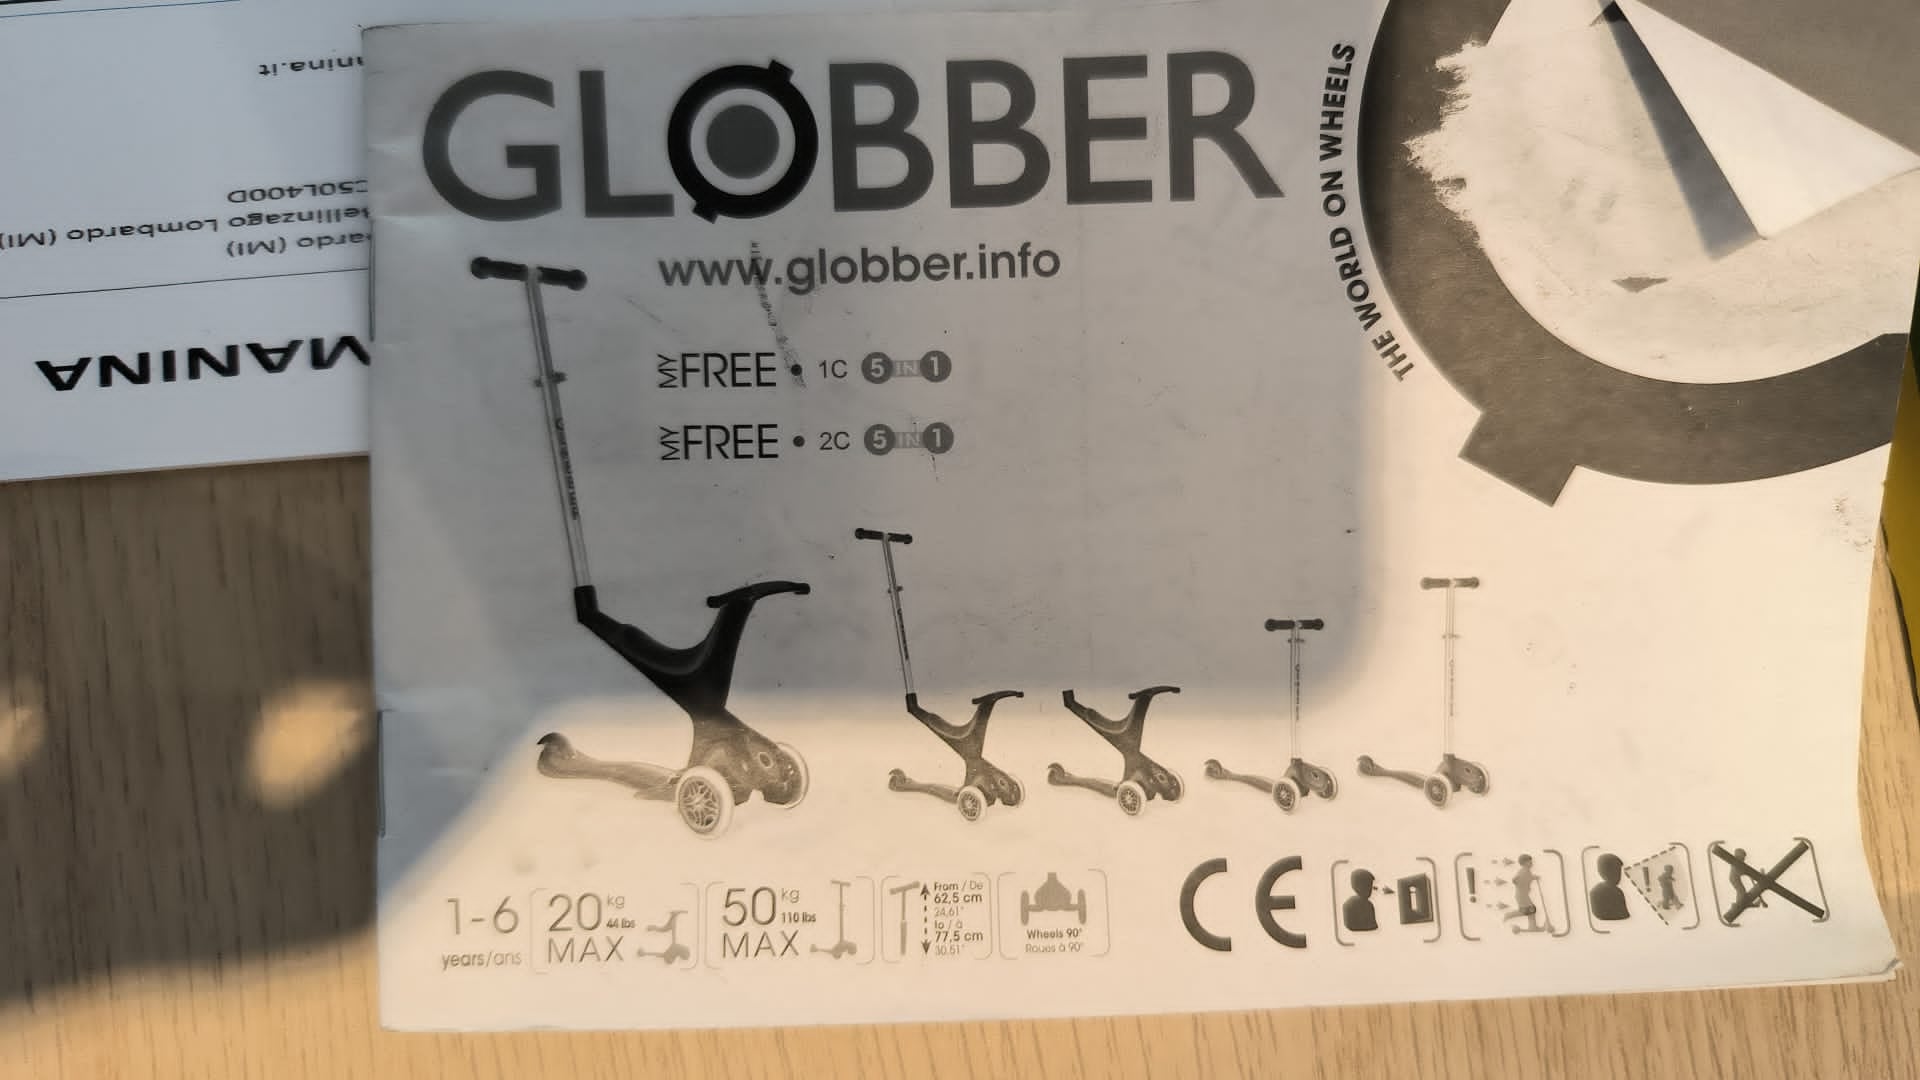 GLOBBER
THE WORLD ON WHEELS
www.globber.info
MY FREE • 1C 5 IN 1
MY FREE • 2C 5 IN 1
1-6
years/ans
20 kg
44 lbs
MAX
50 kg
110 lbs
MAX
From / De
62,5 cm
24,61"
to / à
77,5 cm
30,51"
Wheels 90°
Roues à 90°
CE
MANINA
ardo (MI)
Bellinzago Lombardo (MI)
C50L400D
nnina.it